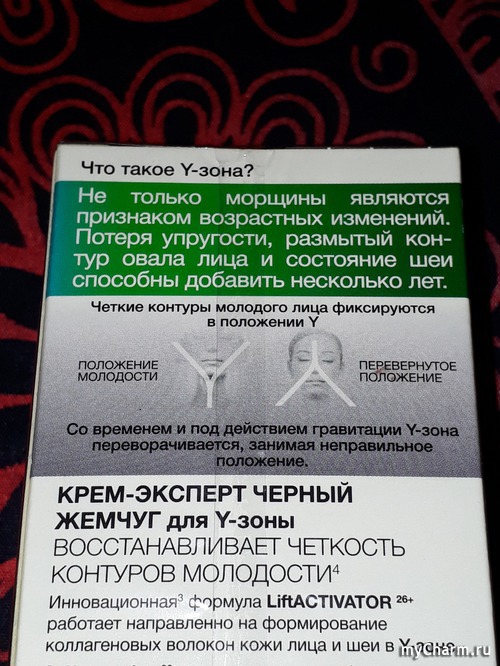 Что такое Y-зона?
Не только морщины являются
признаком возрастных изменений.
Потеря упругости, размытый кон-
тур овала лица и состояние шеи
способны добавить несколько лет.
Четкие контуры молодого лица фиксируются
в положении Y
ПОЛОЖЕНИЕ
МОЛОДОСТИ
ПЕРЕВЕРНУТОЕ
ПОЛОЖЕНИЕ
Со временем и под действием гравитации Y-зона
переворачивается, занимая неправильное
положение.
КРЕМ-ЭКСПЕРТ ЧЕРНЫЙ
ЖЕМЧУГ для Y-зоны
ВОССТАНАВЛИВАЕТ ЧЕТКОСТЬ
КОНТУРОВ МОЛОДОСТИ⁴
Инновационная³ формула LiftACTIVATOR ²⁶⁺
работает направленно на формирование
коллагеновых волокон кожи лица и шеи в Y-зоне
mycharm.ru